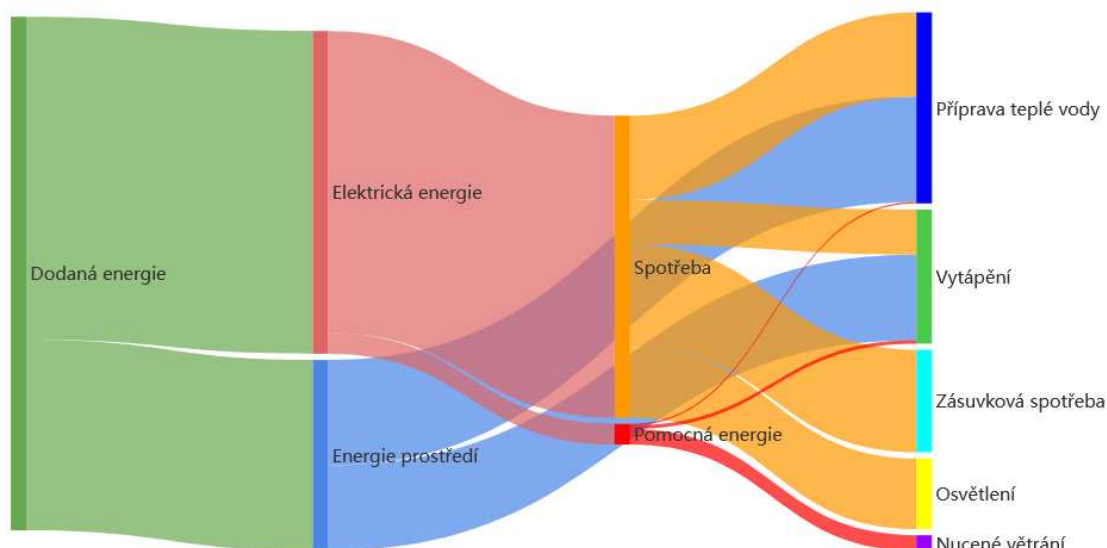 Dodaná energie
Elektrická energie
Energie prostředí
Spotřeba
Pomocná energie
Příprava teplé vody
Vytápění
Zásuvková spotřeba
Osvětlení
Nucené větrání